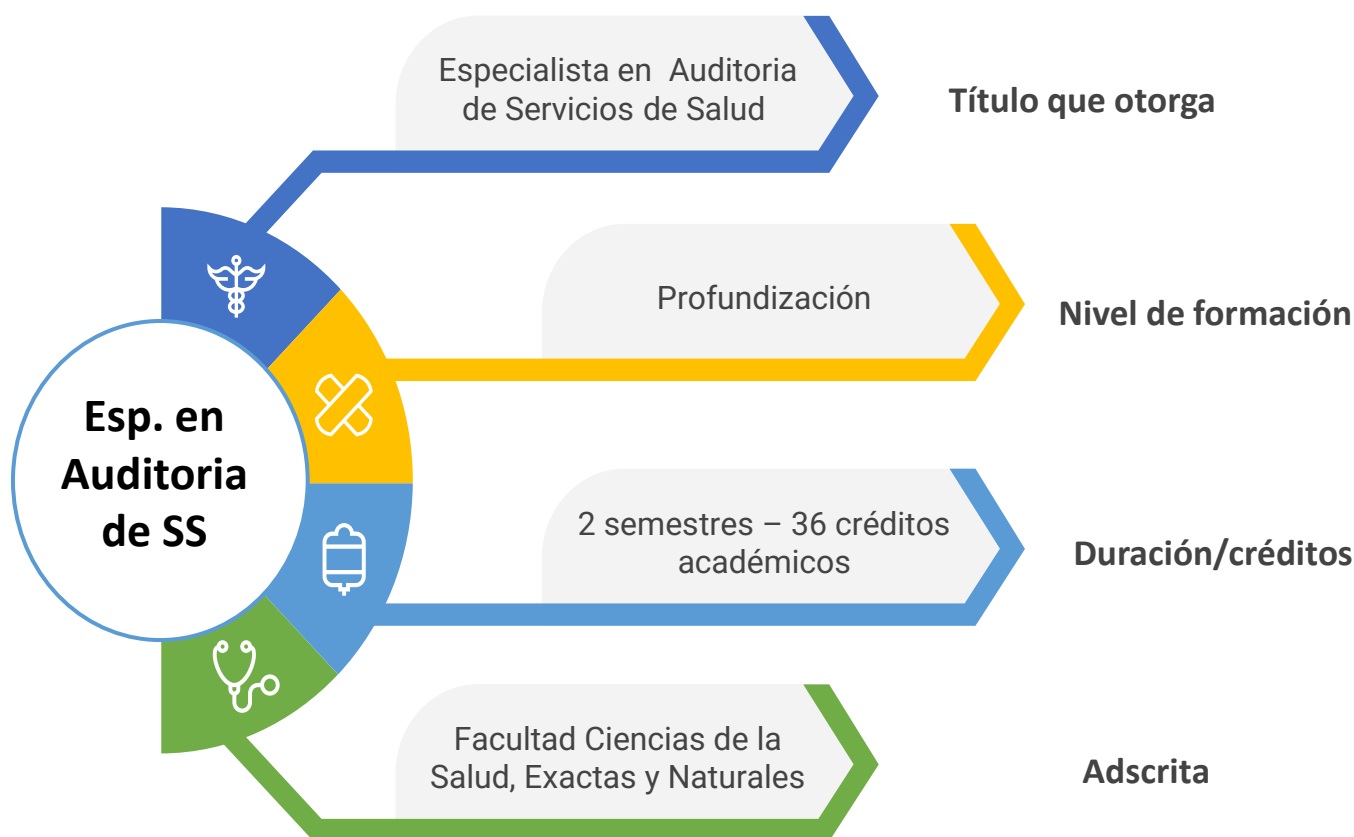 Especialista en Auditoria
de Servicios de Salud
Título que otorga
Profundización
Nivel de formación
Esp. en
Auditoria
de SS
2 semestres – 36 créditos
académicos
Duración/créditos
Facultad Ciencias de la
Salud, Exactas y Naturales
Adscrita